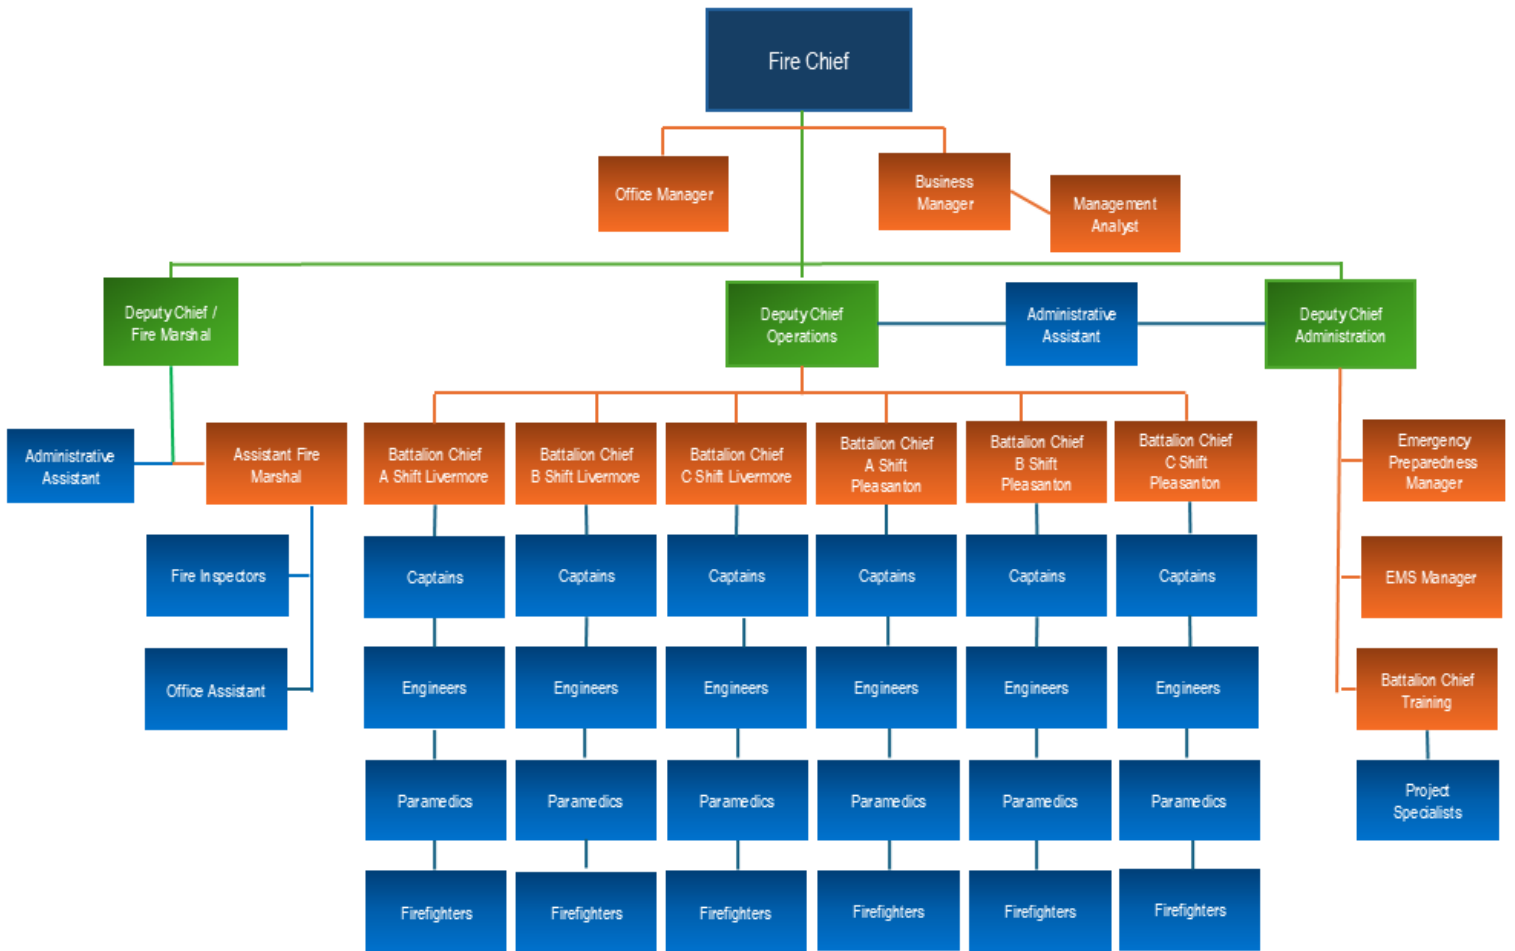 Fire Chief
Office Manager
Business
Manager
Management
Analyst
Deputy Chief /
Fire Marshal
Deputy Chief
Operations
Administrative
Assistant
Deputy Chief
Administration
Administrative
Assistant
Assistant Fire
Marshal
Battalion Chief
A Shift Livermore
Battalion Chief
B Shift Livermore
Battalion Chief
C Shift Livermore
Battalion Chief
A Shift
Pleasanton
Battalion Chief
B Shift
Pleasanton
Battalion Chief
C Shift
Pleasanton
Emergency
Preparedness
Manager
Fire Inspectors
Captains
Captains
Captains
Captains
Captains
Captains
EMS Manager
Office Assistant
Engineers
Engineers
Engineers
Engineers
Engineers
Engineers
Battalion Chief
Training
Paramedics
Paramedics
Paramedics
Paramedics
Paramedics
Paramedics
Project
Specialists
Firefighters
Firefighters
Firefighters
Firefighters
Firefighters
Firefighters